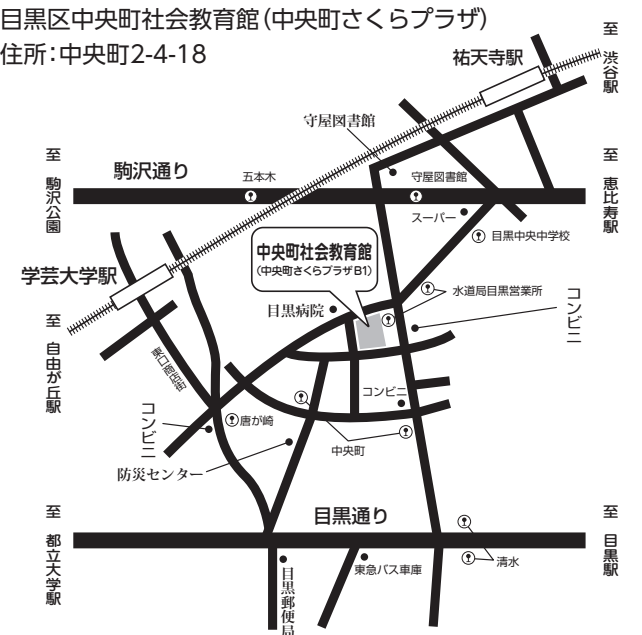 目黒区中央町社会教育館(中央町さくらプラザ)
住所:中央町2-4-18
至 渋谷駅
祐天寺駅
守屋図書館
至 駒沢公園
駒沢通り
五本木
守屋図書館
至 恵比寿駅
スーパー
目黒中央中学校
中央町社会教育館
(中央町さくらプラザB1)
学芸大学駅
目黒病院
水道局目黒営業所
コンビニ
至 自由が丘駅
東口商店街
コンビニ
コンビニ
唐が崎
中央町
防災センター
至 都立大学駅
目黒通り
至 目黒駅
清水
東急バス車庫
目黒郵便局